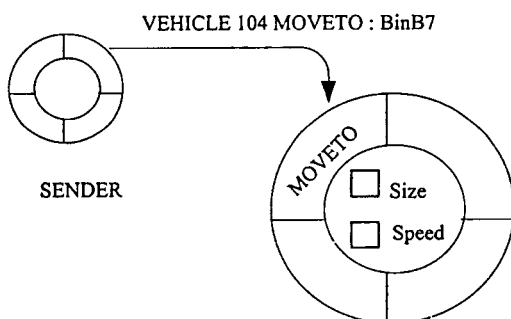 VEHICLE 104 MOVETO : BinB7
MOVETO
SENDER
Size
Speed